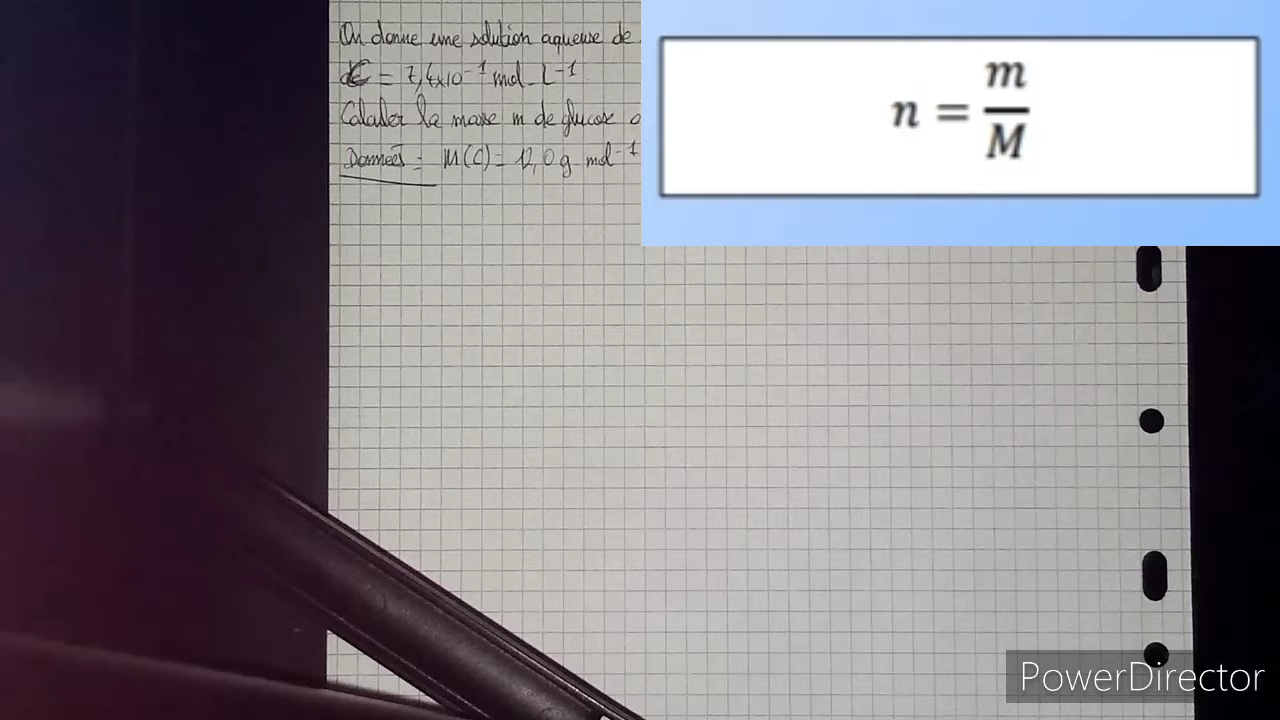 On donne une solution aqueuse de
C = 7,4x10⁻¹ mol.L⁻¹
Calculer la masse m de glucose
Données : M(C) = 12,0 g mol⁻¹
n = m/M
PowerDirector